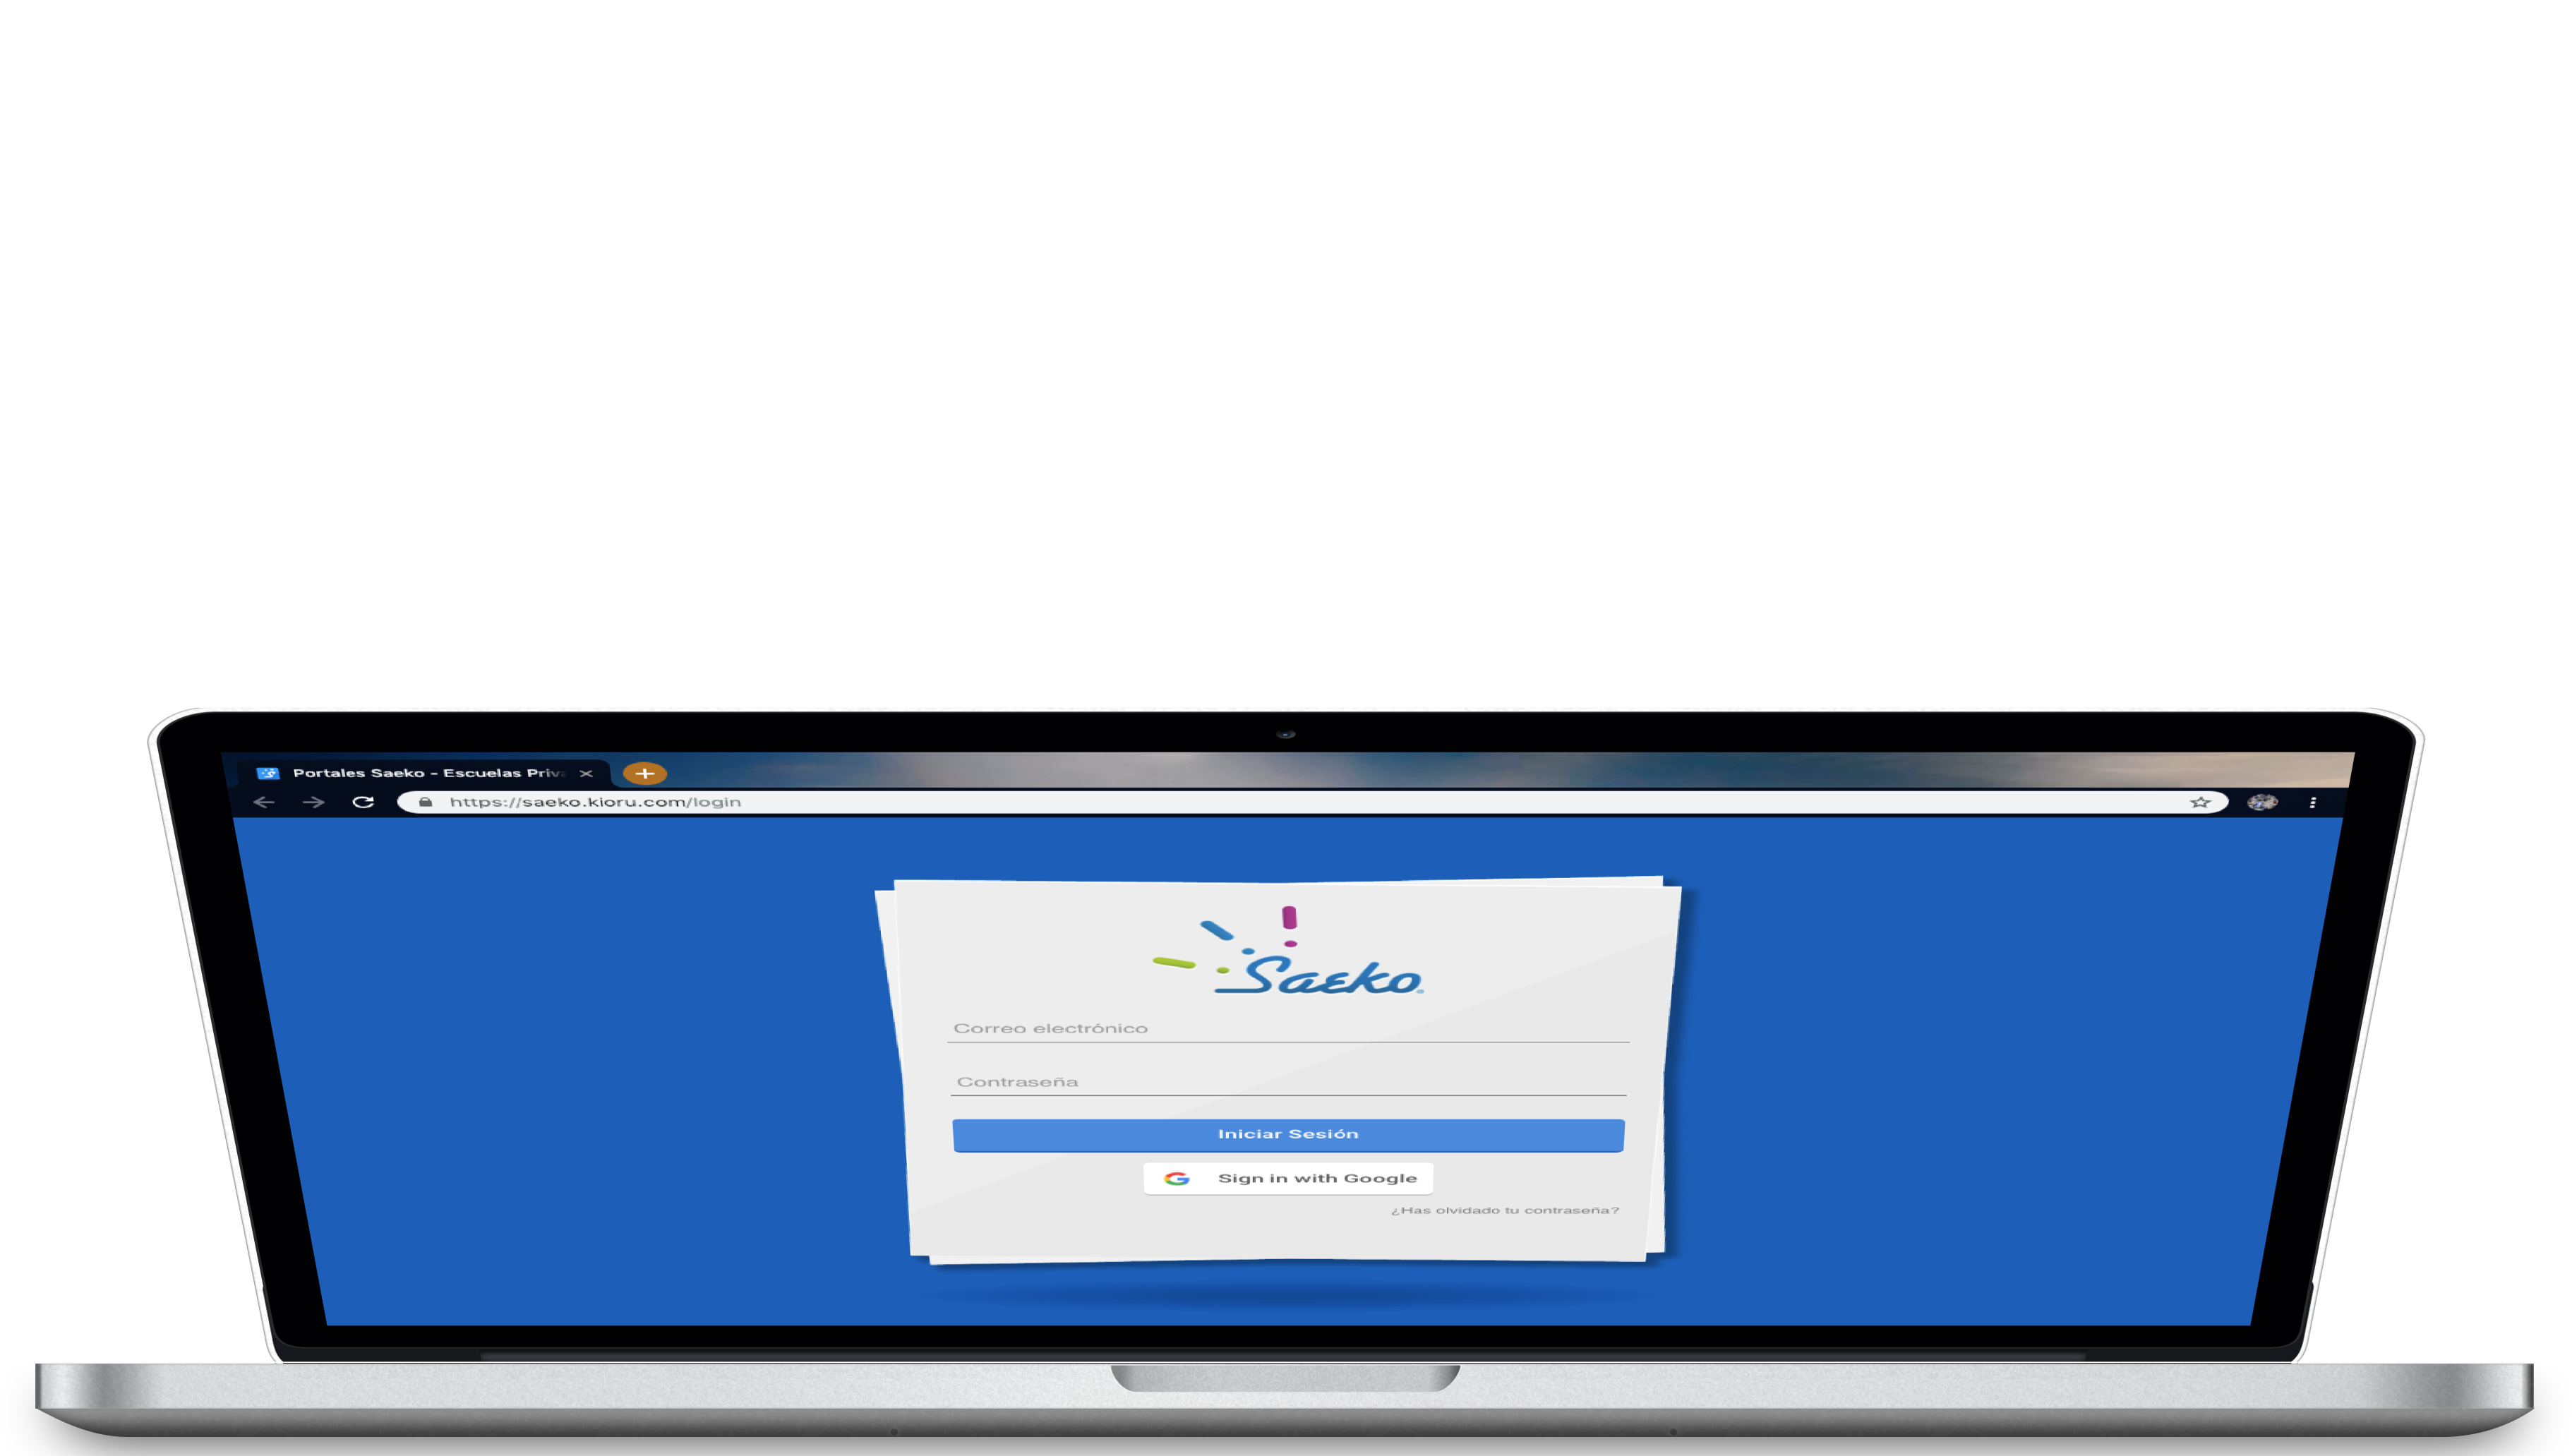 Portales Saeko - Escuelas Priv
https://saeko.kioru.com/login
Saeko
Correo electrónico
Contraseña
Iniciar Sesión
Sign in with Google
¿Has olvidado tu contraseña?